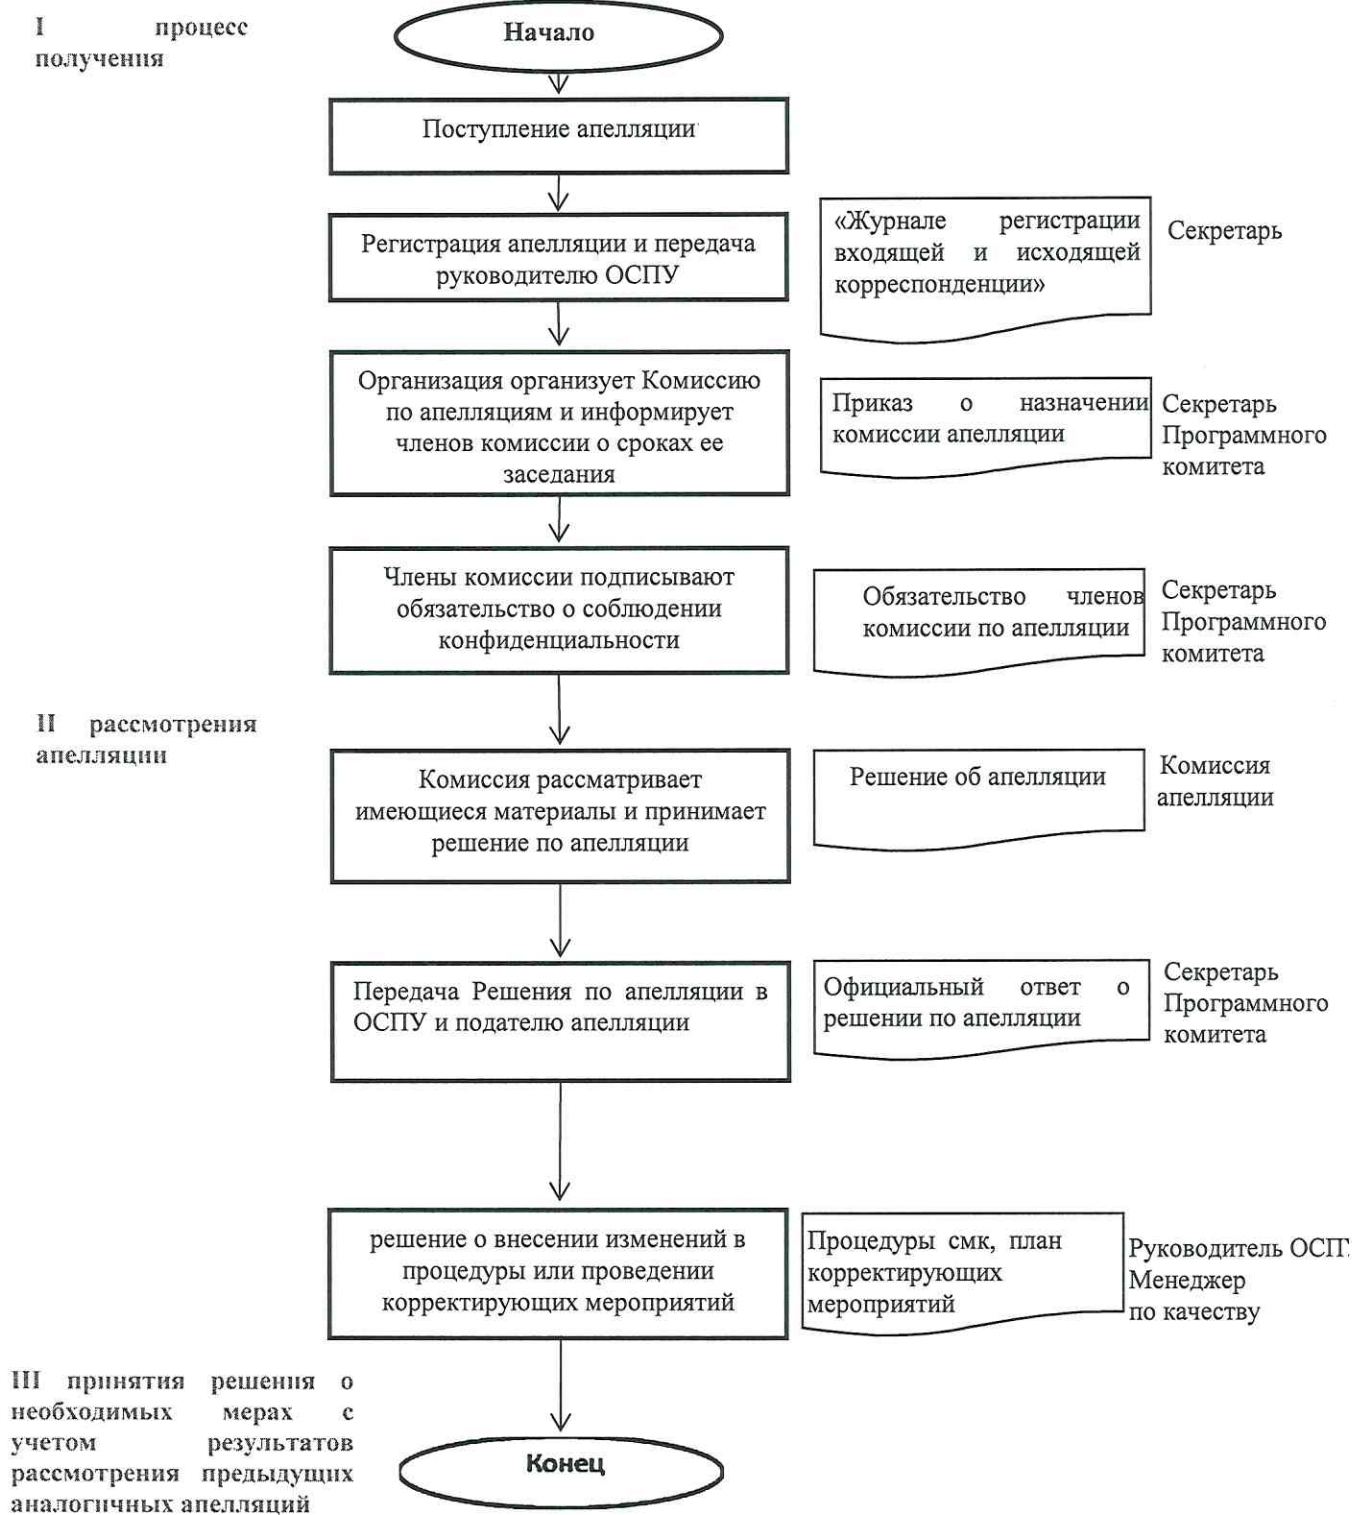 I процесс
получения
Начало
Поступление апелляции
Регистрация апелляции и передача
руководителю ОСПУ
«Журнале регистрации
входящей и исходящей
корреспонденции»
Секретарь
Организация организует Комиссию
по апелляциям и информирует
членов комиссии о сроках ее
заседания
Приказ о назначении
комиссии апелляции
Секретарь
Программного
комитета
Члены комиссии подписывают
обязательство о соблюдении
конфиденциальности
Обязательство членов
комиссии по апелляции
Секретарь
Программного
комитета
II рассмотрения
апелляции
Комиссия рассматривает
имеющиеся материалы и принимает
решение по апелляции
Решение об апелляции
Комиссия
апелляции
Передача Решения по апелляции в
ОСПУ и подателю апелляции
Официальный ответ о
решении по апелляции
Секретарь
Программного
комитета
решение о внесении изменений в
процедуры или проведении
корректирующих мероприятий
Процедуры смк, план
корректирующих
мероприятий
Руководитель
Менеджер
по качеству
III принятия решения о
необходимых мерах с
учетом результатов
рассмотрения предыдущих
аналогичных апелляций
Конец